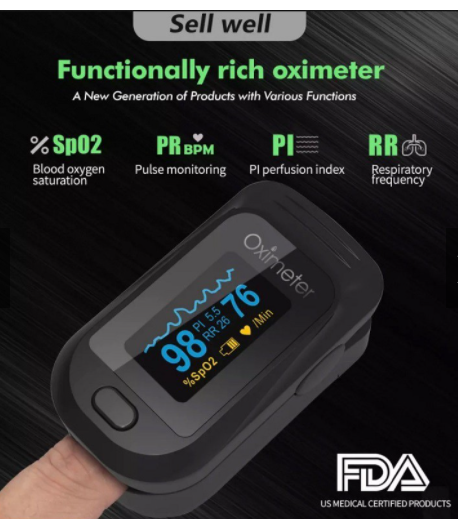 Sell well
Functionally rich oximeter
A New Generation of Products with Various Functions
% SpO2
Blood oxygen
saturation
PR BPM
Pulse monitoring
PI
PI perfusion index
RR
Respiratory
frequency
Oximeter
PI 5.5
RR.26
98
76
%SpO2
/Min
FDA
US MEDICAL CERTIFIED PRODUCTS